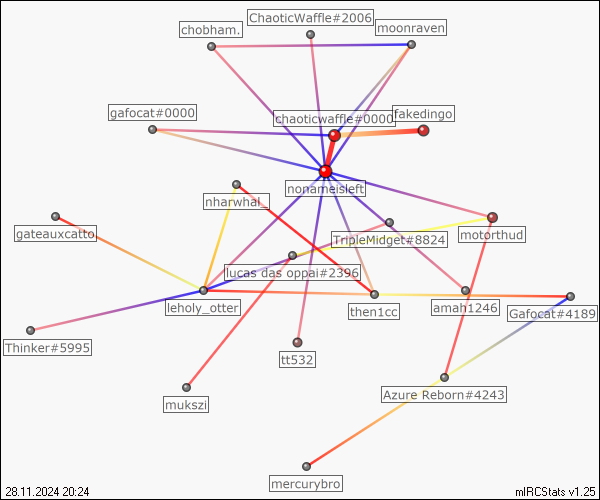 ChaoticWaffle#2006
chobham.
moonraven
gafocat#0000
chaoticwaffle#0000
fakedingo
nonameisleft
nharwhal_
gateauxcatto
TripleMidget#8824
motorthud
lucas das oppai#2396
leholy_otter
then1cc
amah1246
Gafocat#4189
Thinker#5995
tt532
mukszi
Azure Reborn#4243
mercurybro
28.11.2024 20:24
mIRCStats v1.25